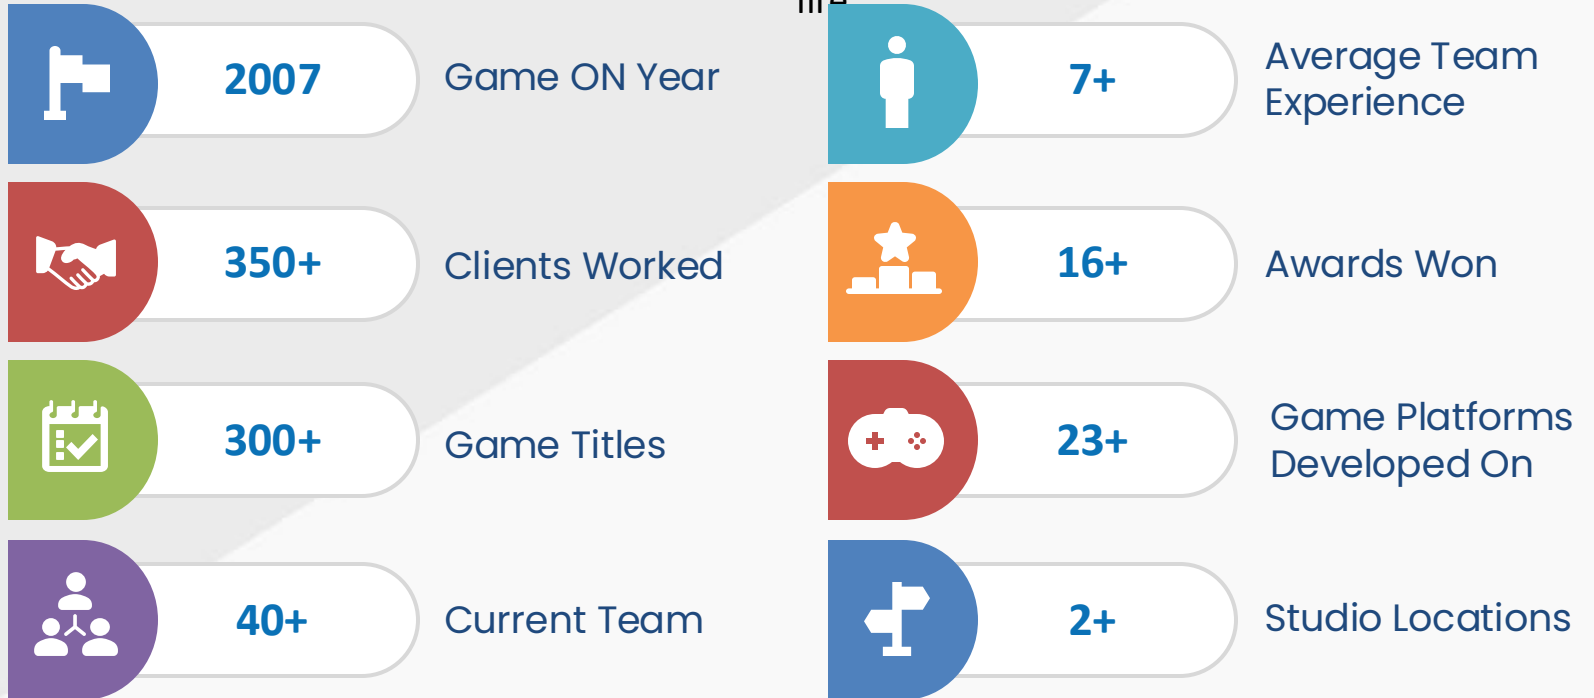 2007
Game ON Year
350+
Clients Worked
300+
Game Titles
40+
Current Team
7+
Average Team
Experience
16+
Awards Won
23+
Game Platforms
Developed On
2+
Studio Locations